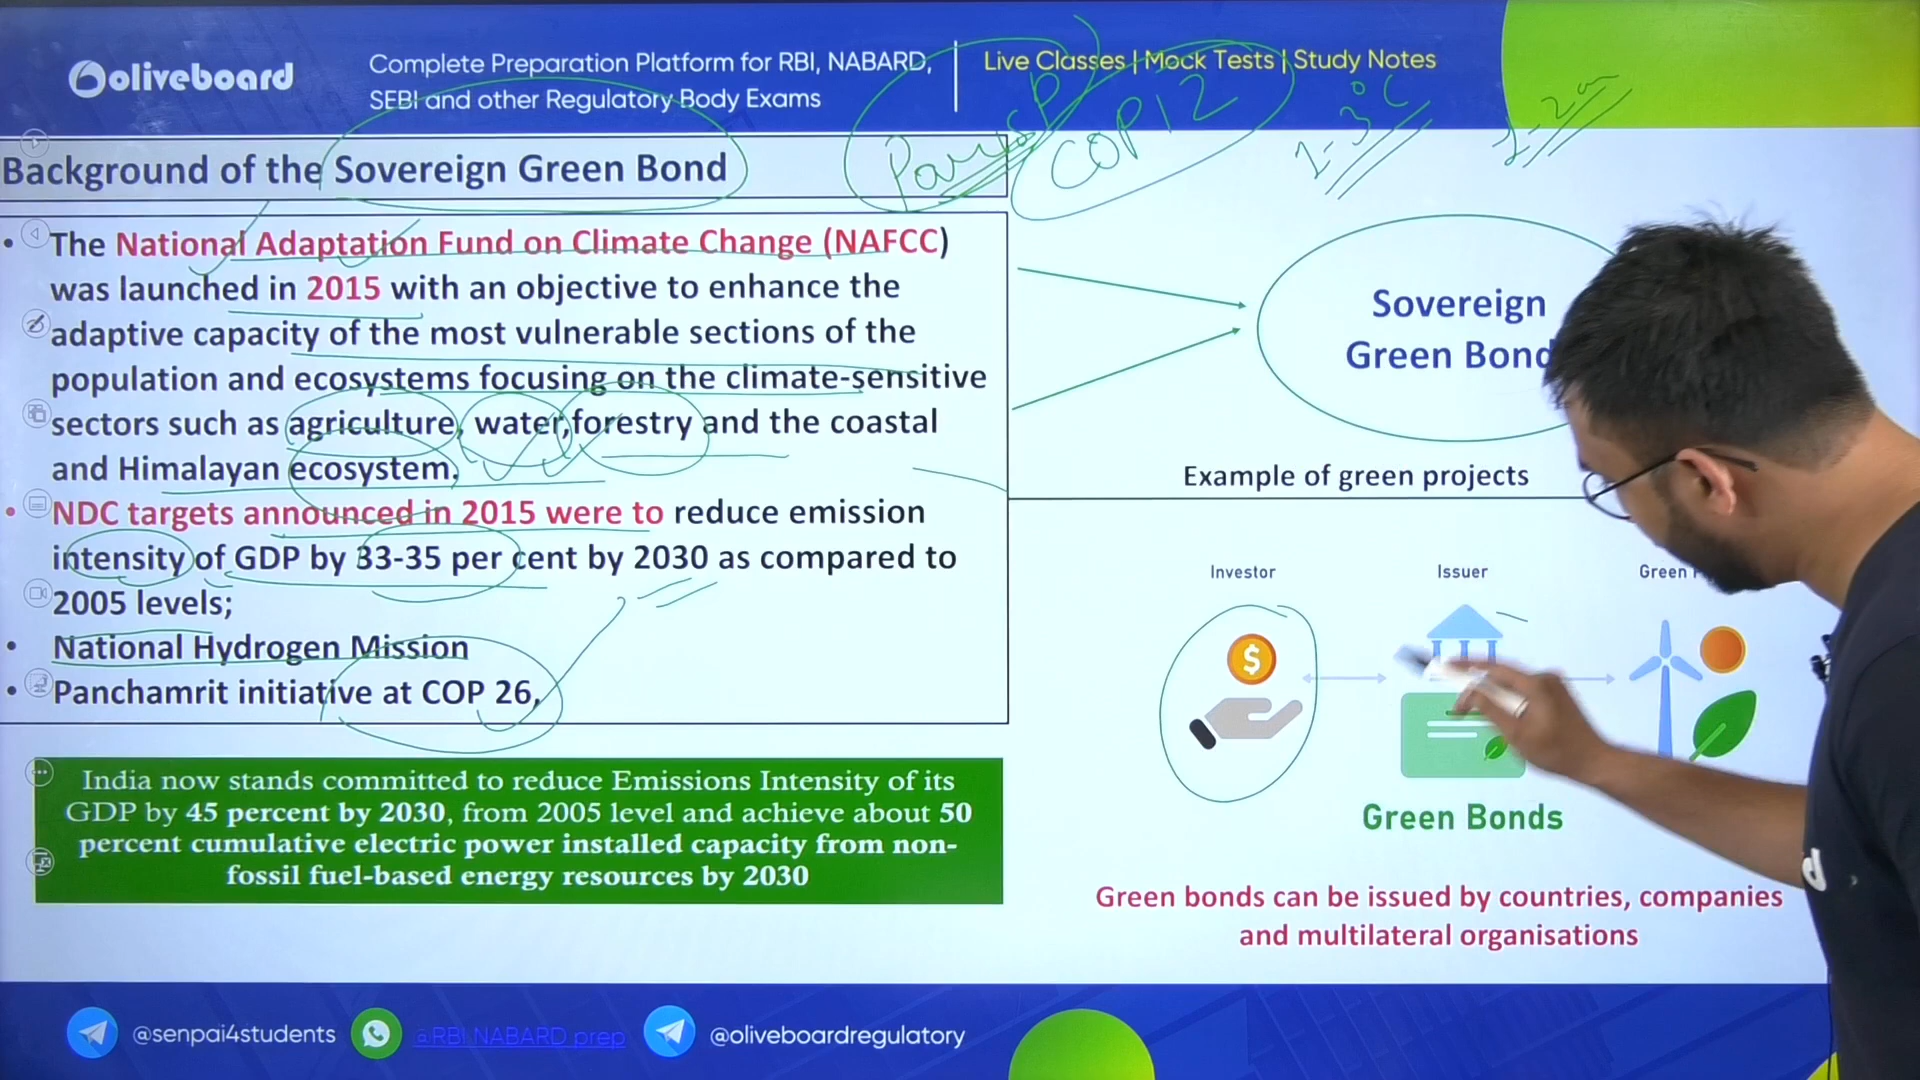 oliveboard
Complete Preparation Platform for RBI, NABARD,
SEBI and other Regulatory Body Exams
Live Classes | Mock Tests | Study Notes
Paris
COP12
Background of the Sovereign Green Bond
• The National Adaptation Fund on Climate Change (NAFCC)
was launched in 2015 with an objective to enhance the
adaptive capacity of the most vulnerable sections of the
population and ecosystems focusing on the climate-sensitive
sectors such as agriculture, water,forestry and the coastal
and Himalayan ecosystem.
• NDC targets announced in 2015 were to reduce emission
intensity of GDP by 33-35 per cent by 2030 as compared to
2005 levels;
• National Hydrogen Mission
• Panchamrit initiative at COP 26,
India now stands committed to reduce Emissions Intensity of its
GDP by 45 percent by 2030, from 2005 level and achieve about 50
percent cumulative electric power installed capacity from non-
fossil fuel-based energy resources by 2030
Sovereign
Green Bond
Example of green projects
Investor
Issuer
Green
$
Green Bonds
Green bonds can be issued by countries, companies
and multilateral organisations
@senpai4students
@RBI NABARD prep
@oliveboardregulatory